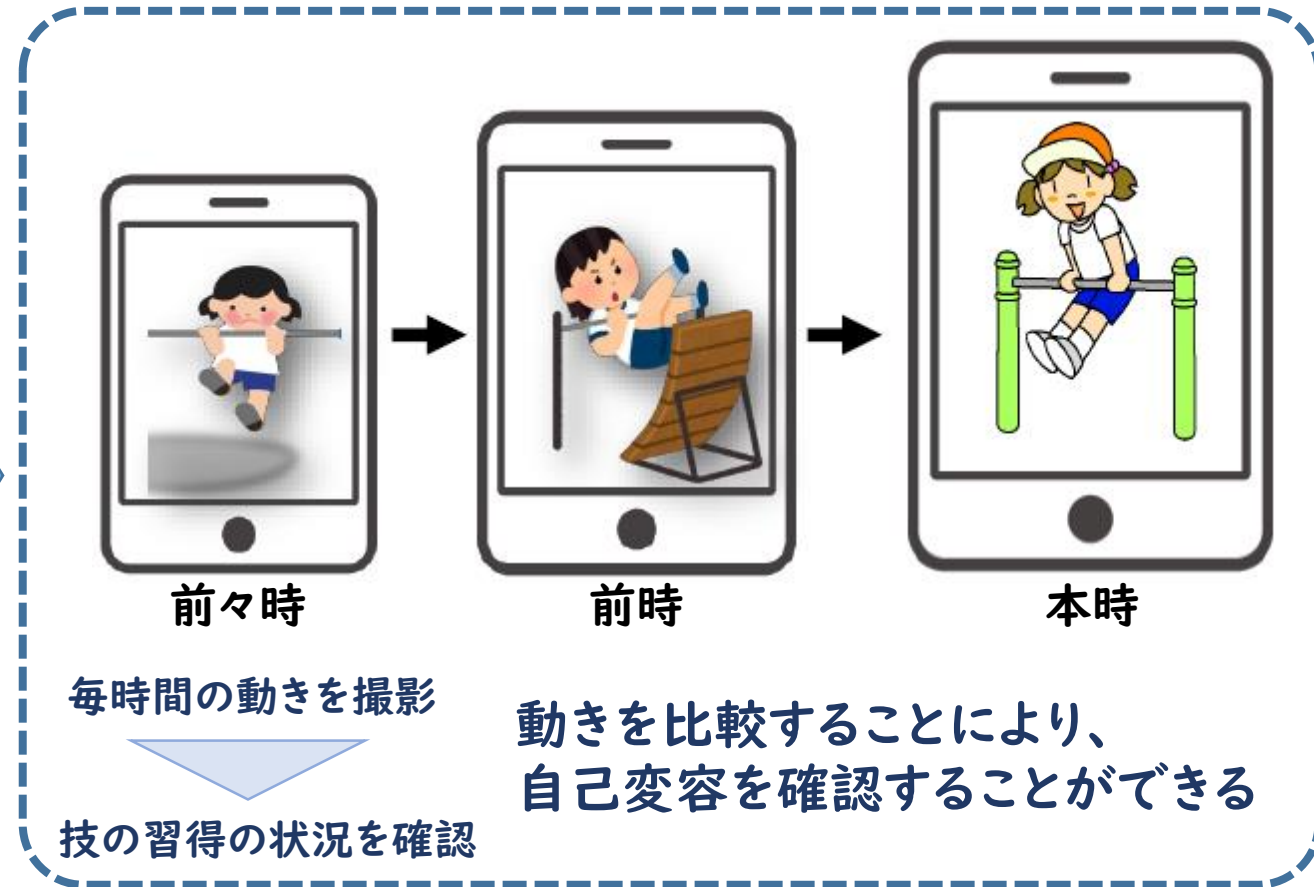 前々時
前時
本時
毎時間の動きを撮影
技の習得の状況を確認
動きを比較することにより、
自己変容を確認することができる